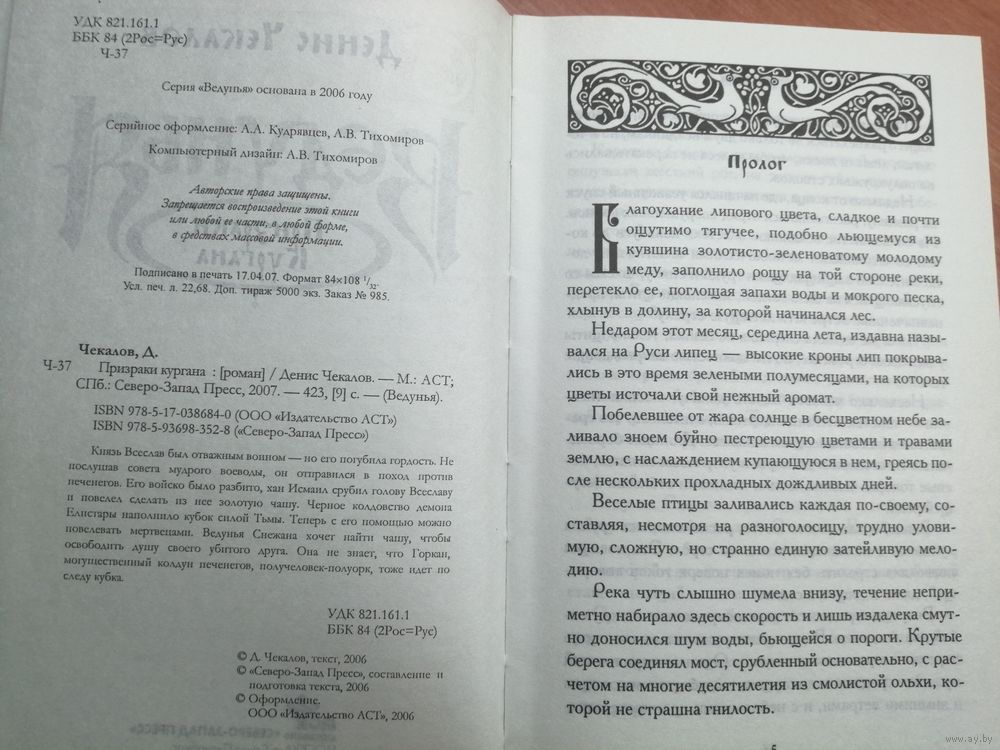 УДК 821.161.1
ББК 84 (2Рос=Рус)
Ч-37
Серия «Ведунья» основана в 2006 году
Серийное оформление: А.А. Кудрявцев, А.В. Тихомиров
Компьютерный дизайн: А.В. Тихомиров
Авторские права защищены.
Запрещается воспроизведение этой книги
или любой ее части, в любой форме,
в средствах массовой информации.
Подписано в печать 17.04.07. Формат 84×108 1/32.
Усл. печ. л. 22,68. Доп. тираж 5000 экз. Заказ № 985.
Чекалов, Д.
Ч-37 Призраки кургана : [роман] / Денис Чекалов. — М.: АСТ;
СПб.: Северо-Запад Пресс, 2007. — 423, [9] с. — (Ведунья).
ISBN 978-5-17-038684-0 (ООО «Издательство АСТ»)
ISBN 978-5-93698-352-8 («Северо-Запад Пресс»)
Князь Всеслав был отважным воином — но его погубила гордость. Не
послушав совета мудрого воеводы, он отправился в поход против
печенегов. Его войско было разбито, хан Исмаил срубил голову Всеславу
и повелел сделать из нее золотую чашу. Черное колдовство демона
Елистары наполнило кубок силой Тьмы. Теперь с его помощью можно
повелевать мертвецами. Ведунья Снежана хочет найти чашу, чтобы
освободить душу своего убитого друга. Она не знает, что Горкан,
могущественный колдун печенегов, получеловек-полуорк, тоже идет по
следу кубка.
УДК 821.161.1
ББК 84 (2Рос=Рус)
© Д. Чекалов, текст, 2006
© «Северо-Запад Пресс», составление и
подготовка текста, 2006
© Оформление.
ООО «Издательство АСТ», 2006
Пролог
Благоухание липового цвета, сладкое и почти
ощутимо тягучее, подобно льющемуся из
кувшина золотисто-зеленоватому молодому
меду, заполнило рощу на той стороне реки,
перетекло ее, поглощая запахи воды и мокрого песка,
хлынув в долину, за которой начинался лес.
Недаром этот месяц, середина лета, издавна назы-
вался на Руси липец — высокие кроны лип покрыва-
лись в это время зелеными полумесяцами, на которых
цветы источали свой нежный аромат.
Побелевшее от жара солнце в бесцветном небе за-
ливало зноем буйно пестреющую цветами и травами
землю, с наслаждением купающуюся в нем, греясь по-
сле нескольких прохладных дождливых дней.
Веселые птицы заливались каждая по-своему, со-
ставляя, несмотря на разноголосицу, трудно улови-
мую, сложную, но странно единую затейливую мело-
дию.
Река чуть слышно шумела внизу, течение непри-
метно набирало здесь скорость и лишь издалека смут-
но доносился шум воды, бьющейся о пороги. Крутые
берега соединял мост, срубленный основательно, с рас-
четом на многие десятилетия из смолистой ольхи, ко-
торой не страшна гнилость.
5
www.ay.by